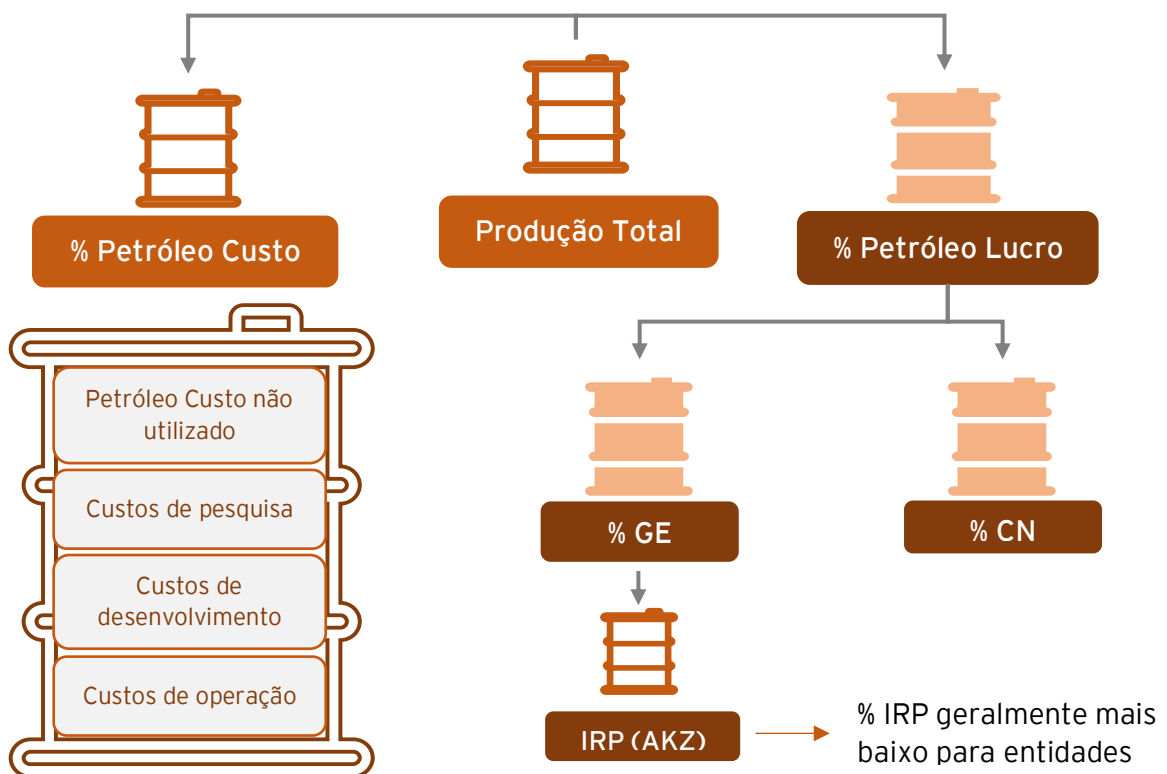 Produção Total
% Petróleo Custo
% Petróleo Lucro
Petróleo Custo não
utilizado
Custos de pesquisa
Custos de
desenvolvimento
Custos de operação
% GE
% CN
IRP (AKZ)
% IRP geralmente mais
baixo para entidades